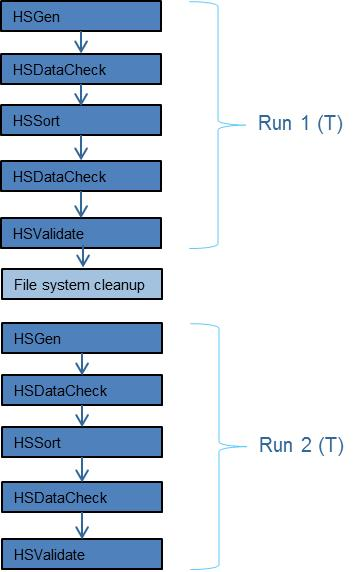 HSGen
HSDataCheck
HSSort
HSDataCheck
HSValidate
Run 1 (T)
File system cleanup
HSGen
HSDataCheck
HSSort
HSDataCheck
HSValidate
Run 2 (T)